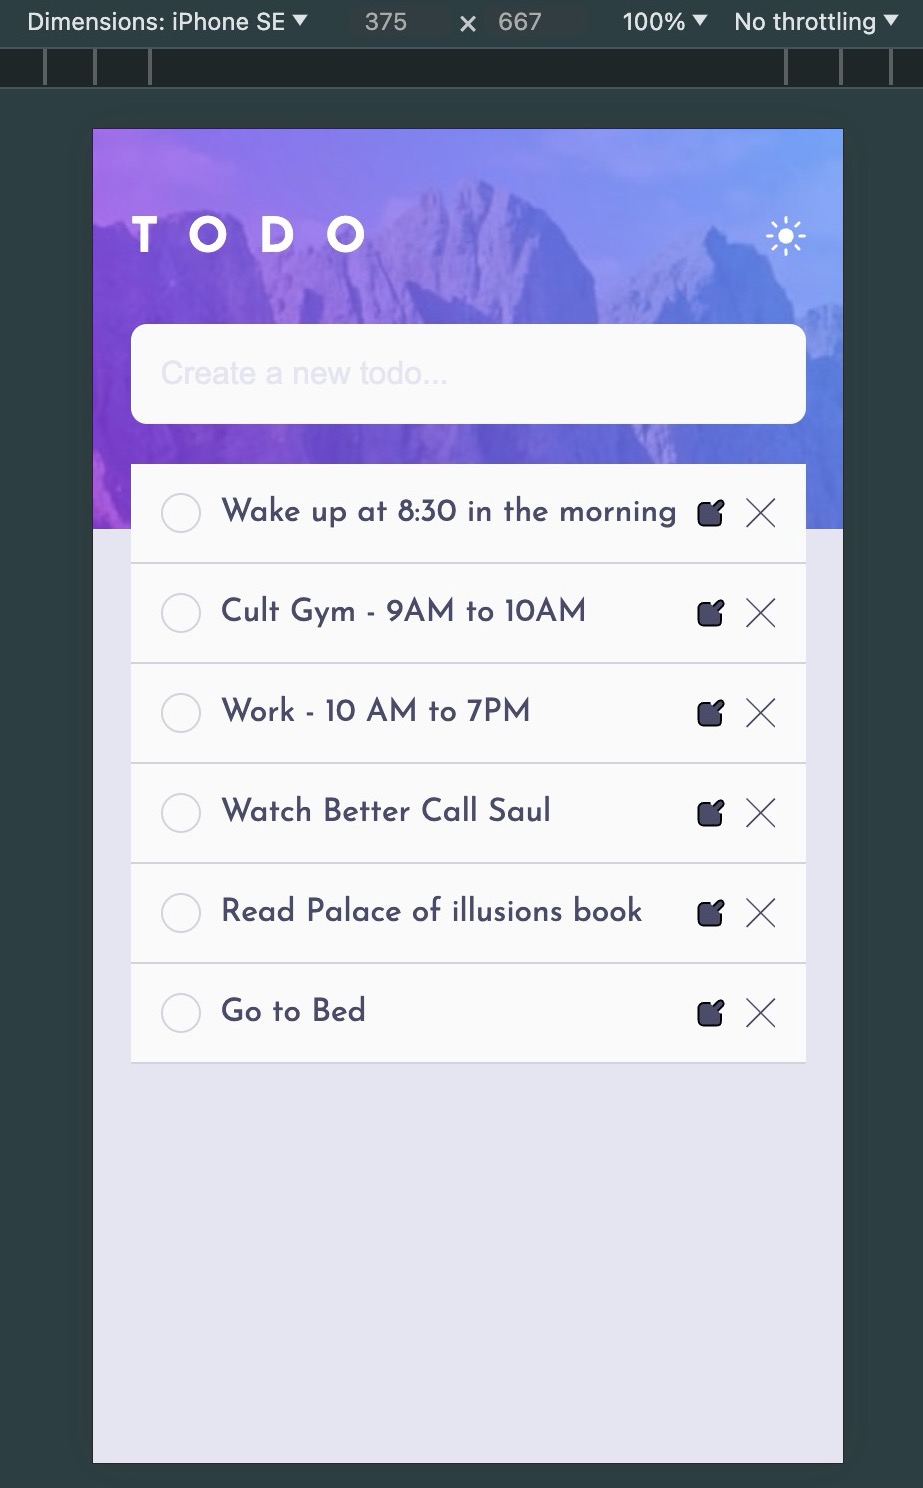 Dimensions: iPhone SE ▼ 375 × 667 100% ▼ No throttling ▼
TODO
Create a new todo...
Wake up at 8:30 in the morning
Cult Gym - 9AM to 10AM
Work - 10 AM to 7PM
Watch Better Call Saul
Read Palace of illusions book
Go to Bed